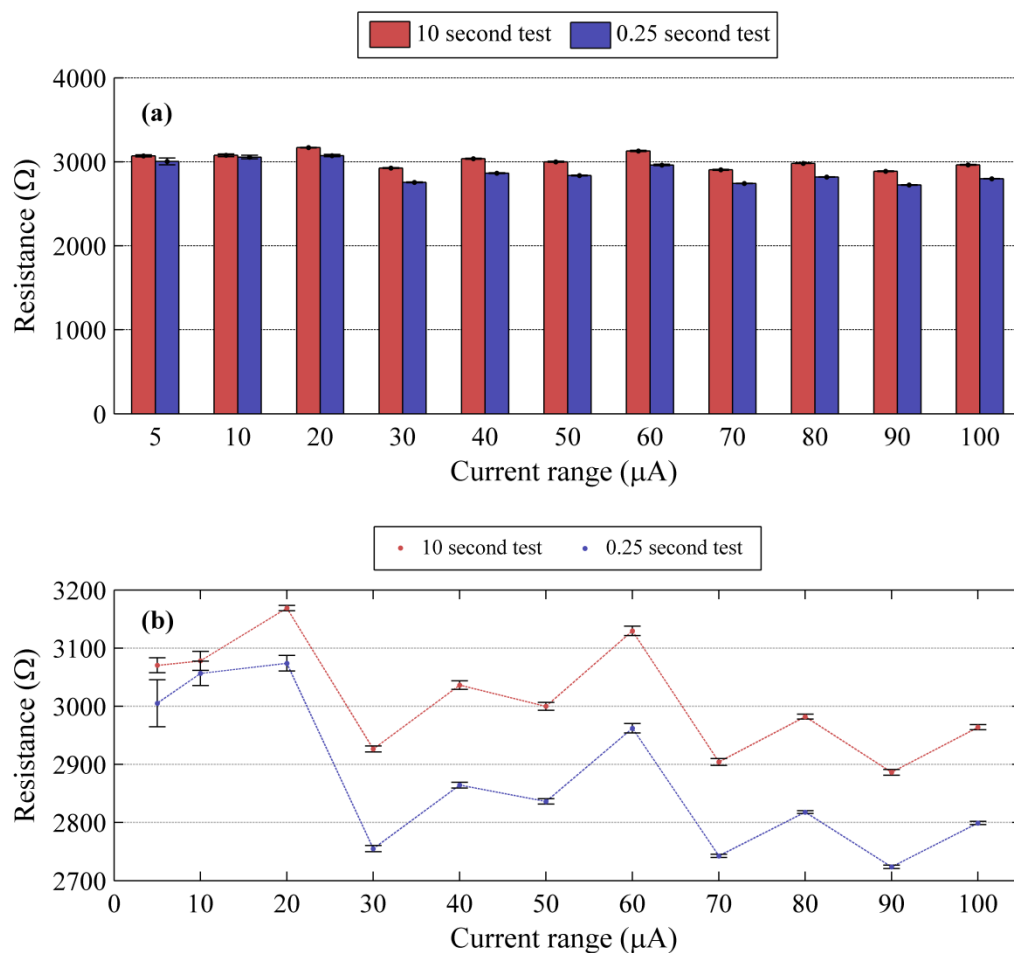 10 second test 0.25 second test
(a)
Resistance (Ω)
4000
3000
2000
1000
0
5 10 20 30 40 50 60 70 80 90 100
Current range (μA)
10 second test 0.25 second test
(b)
Resistance (Ω)
3200
3100
3000
2900
2800
2700
0 10 20 30 40 50 60 70 80 90 100
Current range (μA)